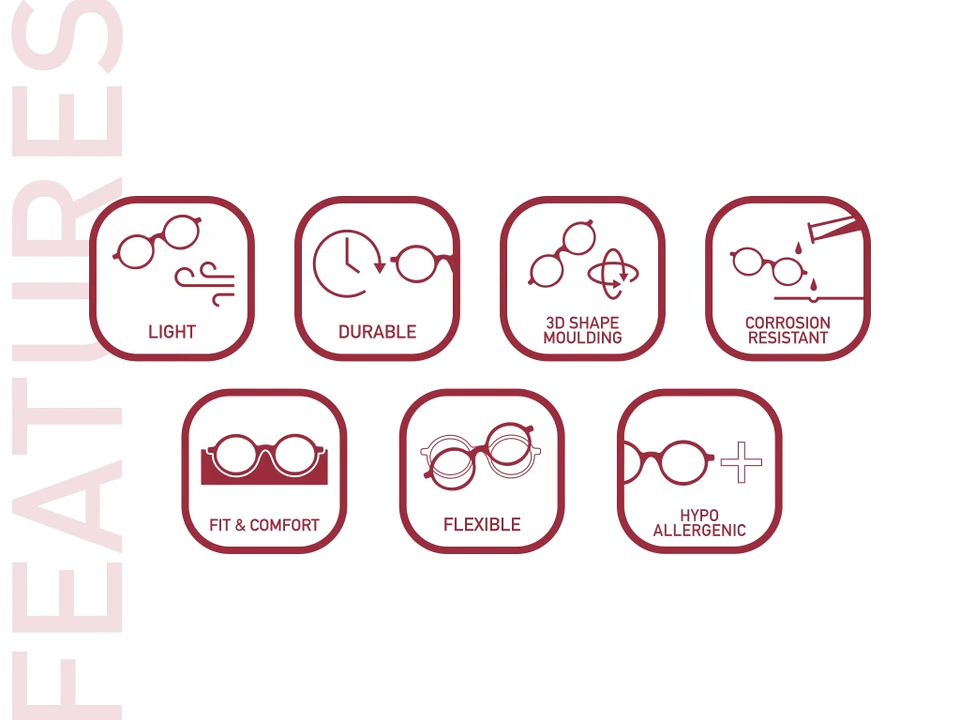 FEATURES
LIGHT
DURABLE
3D SHAPE
MOULDING
CORROSION
RESISTANT
FIT & COMFORT
FLEXIBLE
HYPO
ALLERGENIC